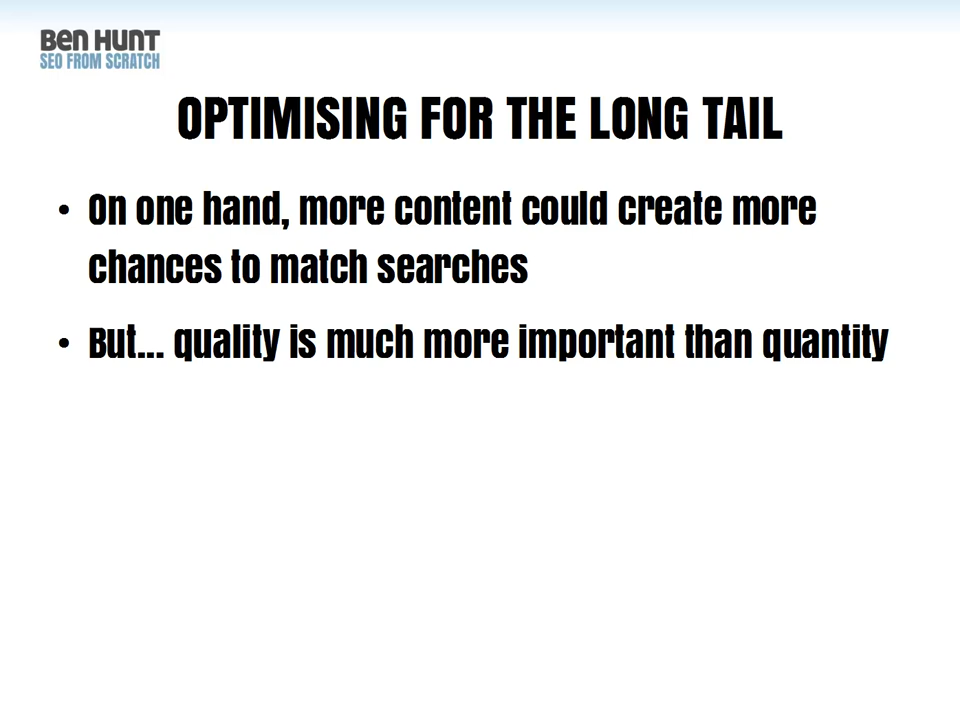 Ben Hunt
SEO FROM SCRATCH
OPTIMISING FOR THE LONG TAIL
• On one hand, more content could create more
chances to match searches
• But... quality is much more important than quantity